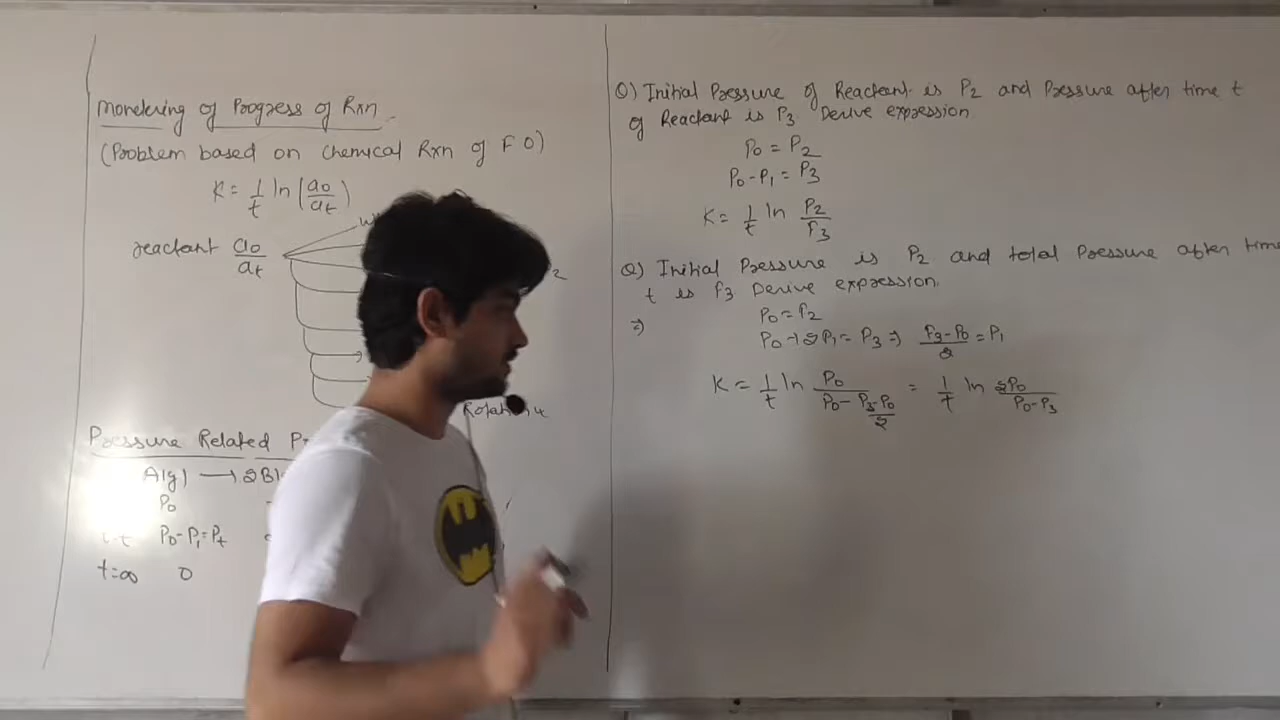 Monetering of Progress of Rxn
(Problem based on Chemical Rxn of F O)
K = 1/t ln (a0/at)
reactant a0/at
2
Rotation
Pressure Related
A(g) → 2B(
P0
P0-P1=Pt
t=∞ 0
Q) Initial Pressure of Reactant is P2 and Pressure after time t
of Reactant is P3 Derive expression
P0 = P2
P0-P1 = P3
K = 1/t ln P2/P3
Q) Initial Pressure is P2 and total Pressure after time
t is P3 Derive expression.
⇒ P0 = P2
P0+2P1 = P3 ⇒ P3-P0/2 = P1
K = 1/t ln P0/P0-P3-P0/2 = 1/t ln 2P0/P0-P3